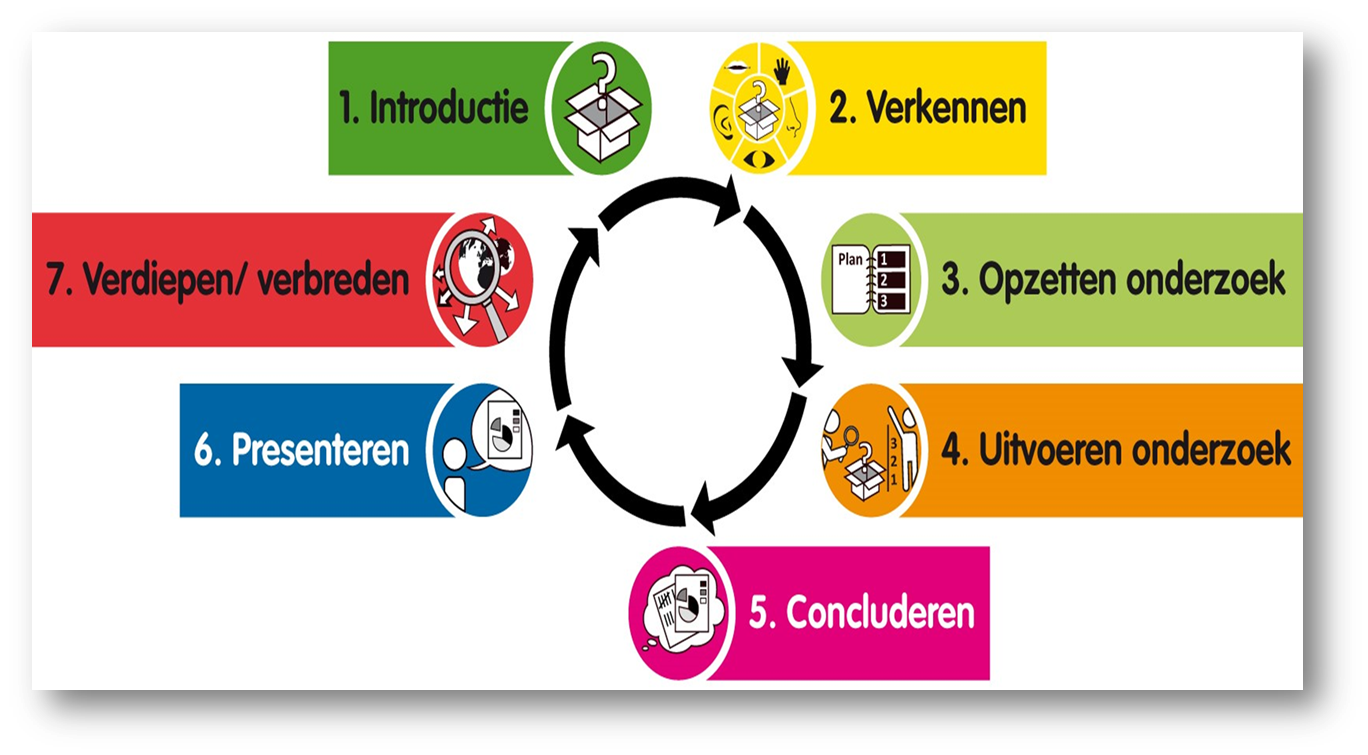 1. Introductie
2. Verkennen
3. Opzetten onderzoek
Plan
1
2
3
4. Uitvoeren onderzoek
3
2
1
5. Concluderen
6. Presenteren
7. Verdiepen/ verbreden